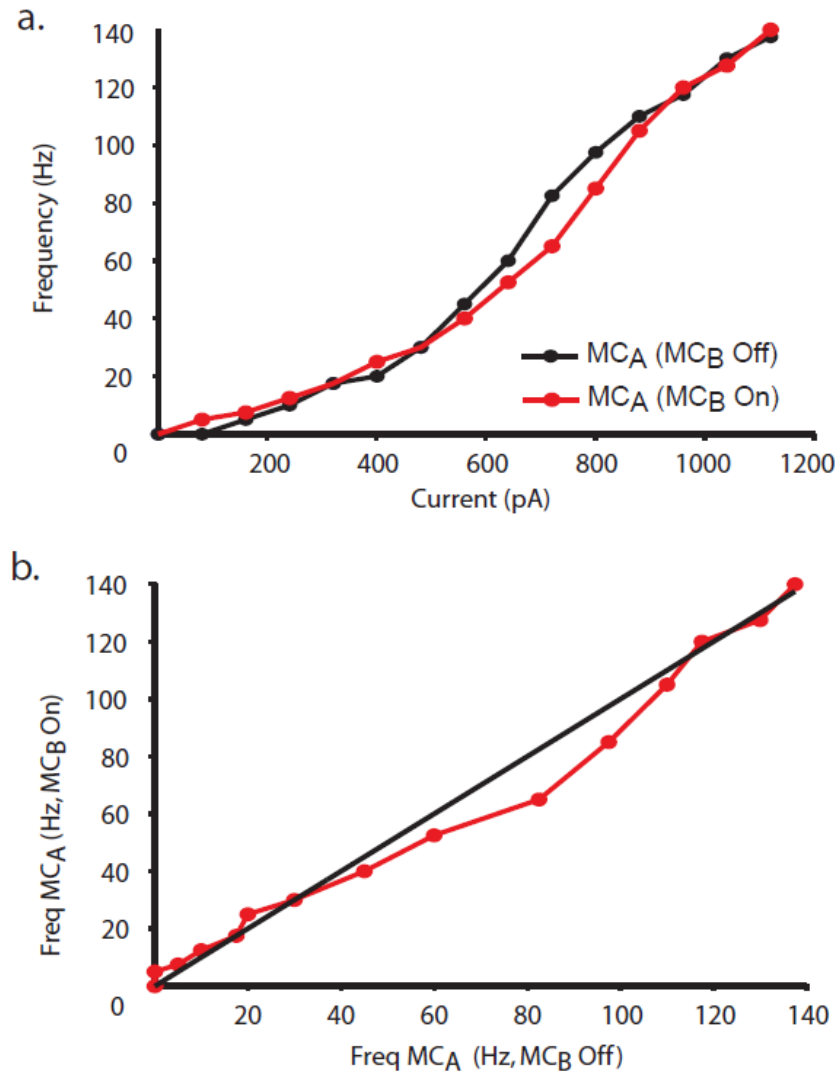 a.
140
120
100
80
60
40
20
0
Frequency (Hz)
200 400 600 800 1000 1200
Current (pA)
MCA (MCB Off)
MCA (MCB On)
b.
140
120
100
80
60
40
20
0
Freq MCA (Hz, MCB On)
20 40 60 80 100 120 140
Freq MCA (Hz, MCB Off)